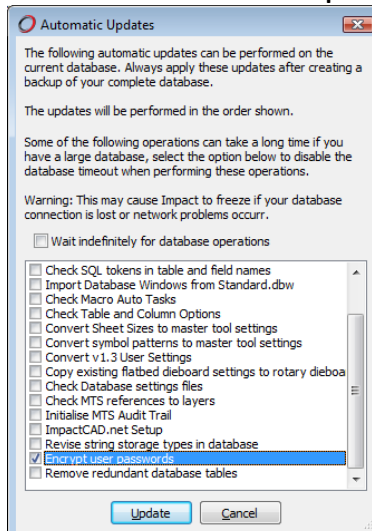 Automatic Updates
The following automatic updates can be performed on the
current database. Always apply these updates after creating a
backup of your complete database.
The updates will be performed in the order shown.
Some of the following operations can take a long time if you
have a large database, select the option below to disable the
database timeout when performing these operations.
Warning: This may cause Impact to freeze if your database
connection is lost or network problems occurr.
Wait indefinitely for database operations
Check SQL tokens in table and field names
Import Database Windows from Standard.dbw
Check Macro Auto Tasks
Check Table and Column Options
Convert Sheet Sizes to master tool settings
Convert symbol patterns to master tool settings
Convert v1.3 User Settings
Copy existing flatbed dieboard settings to rotary dieboa
Check Database settings files
Check MTS references to layers
Initialise MTS Audit Trail
ImpactCAD.net Setup
Revise string storage types in database
Encrypt user passwords
Remove redundant database tables
Update Cancel